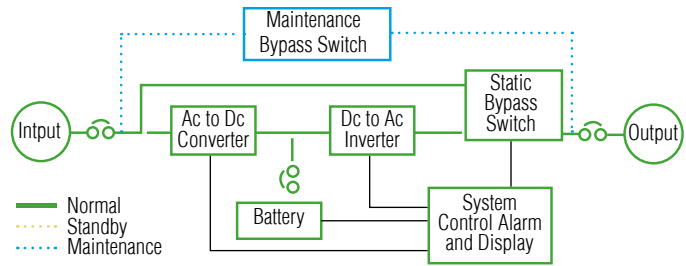 Maintenance
Bypass Switch
Static
Bypass
Switch
Intput
Ac to Dc
Converter
Dc to Ac
Inverter
Output
Battery
System
Control Alarm
and Display
Normal
Standby
Maintenance